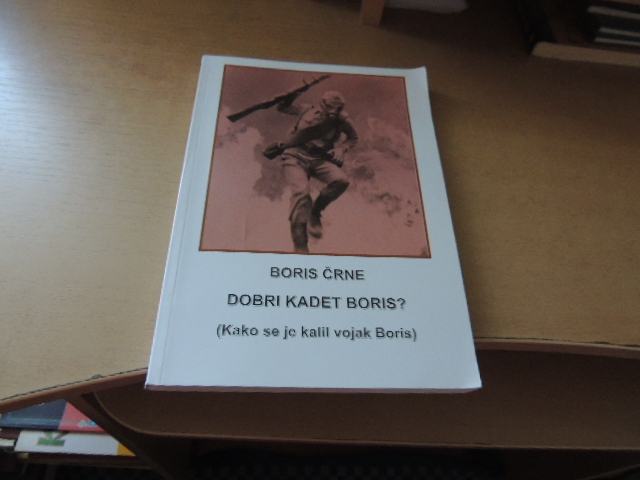 BORIS ČRNE
DOBRI KADET BORIS?
(Kako se je kalil vojak Boris)